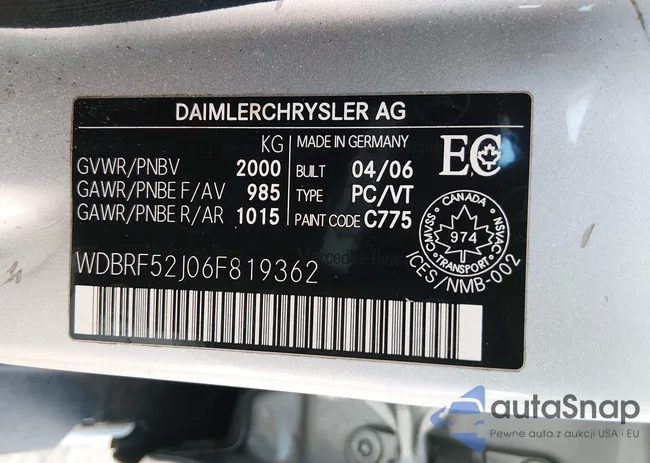 DAIMLERCHRYSLER AG
KG
GVWR/PNBV 2000
GAWR/PNBE F/AV 985
GAWR/PNBE R/AR 1015
MADE IN GERMANY
BUILT 04/06
TYPE PC/VT
PAINT CODE C775
EC
CANADA
CMVSS
NSVAC
974
TRANSPORT
ICES/NMB-002
WDBRF52J06F819362
autaSnap
Pewne auta z aukcji USA i EU